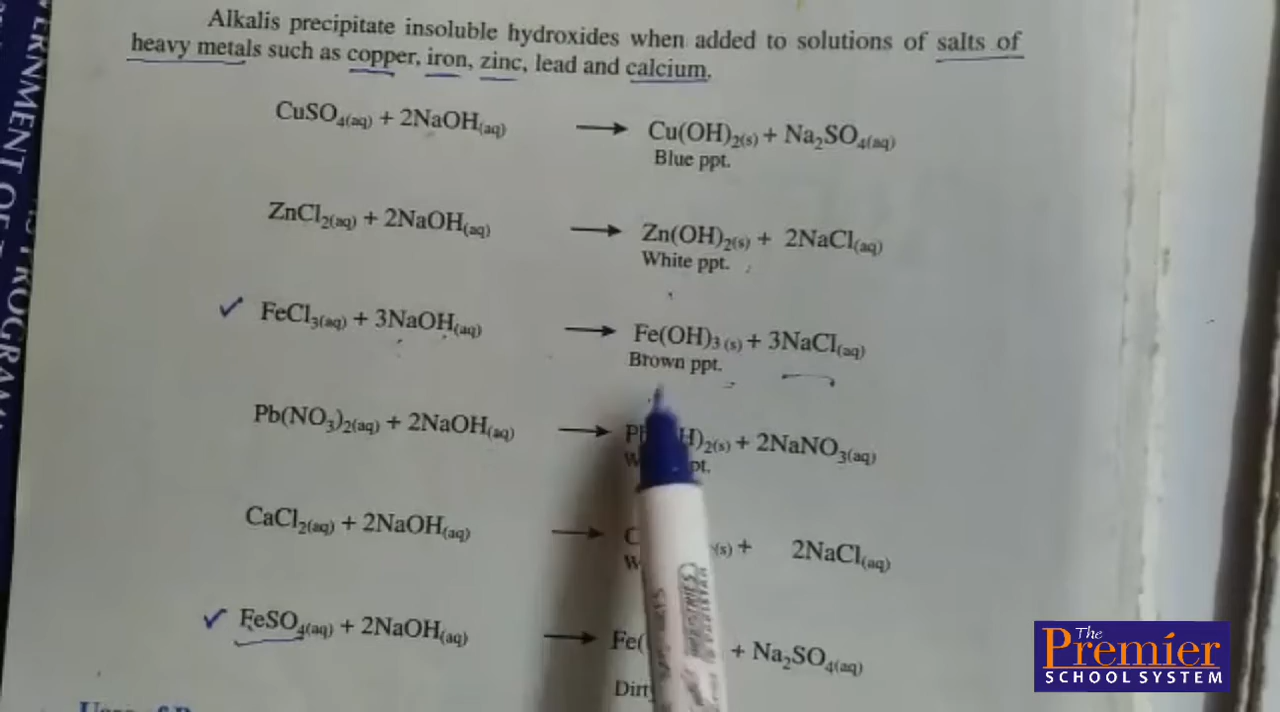 Alkalis precipitate insoluble hydroxides when added to solutions of salts of
heavy metals such as copper, iron, zinc, lead and calcium.
CuSO₄(aq) + 2NaOH(aq) → Cu(OH)₂(s) + Na₂SO₄(aq)
Blue ppt.
ZnCl₂(aq) + 2NaOH(aq) → Zn(OH)₂(s) + 2NaCl(aq)
White ppt.
✓ FeCl₃(aq) + 3NaOH(aq) → Fe(OH)₃(s) + 3NaCl(aq)
Brown ppt.
Pb(NO₃)₂(aq) + 2NaOH(aq) → P H)₂(s) + 2NaNO₃(aq)
W pt.
CaCl₂(aq) + 2NaOH(aq) → C (s) + 2NaCl(aq)
W
✓ FeSO₄(aq) + 2NaOH(aq) → Fe( + Na₂SO₄(aq)
Dirt
The
Premier
SCHOOL SYSTEM